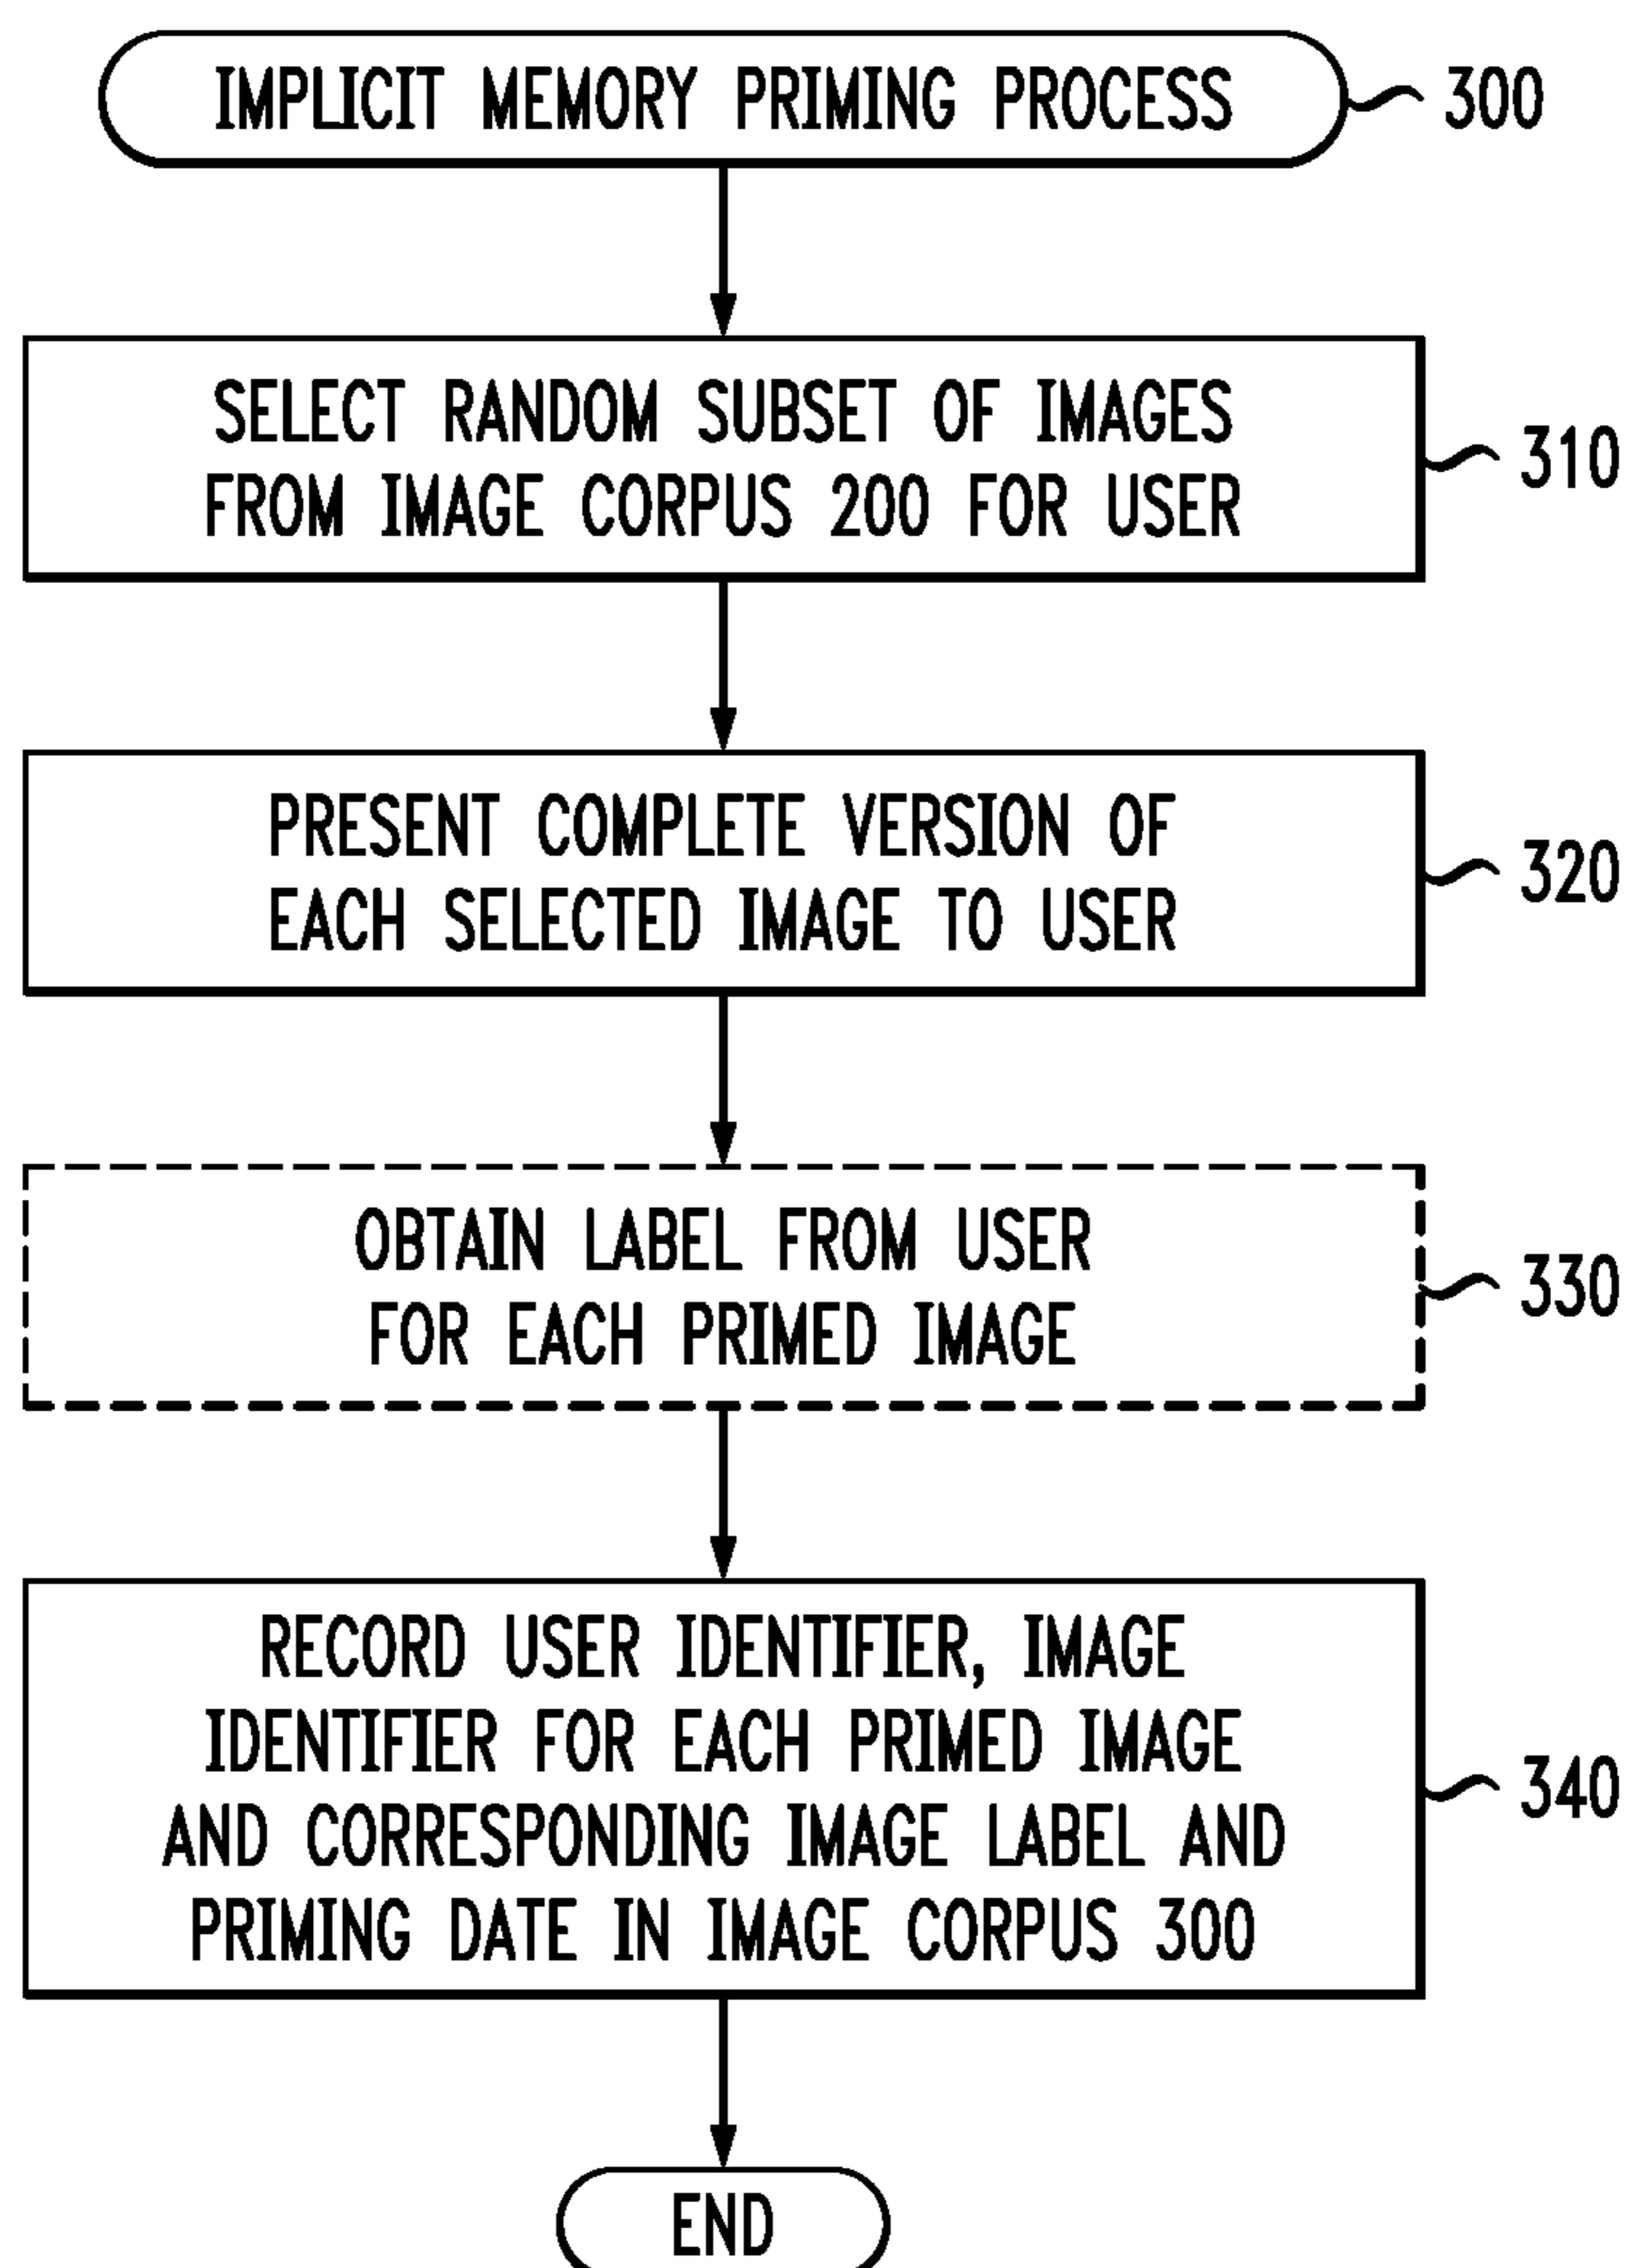 IMPLICIT MEMORY PRIMING PROCESS
300
SELECT RANDOM SUBSET OF IMAGES
FROM IMAGE CORPUS 200 FOR USER
310
PRESENT COMPLETE VERSION OF
EACH SELECTED IMAGE TO USER
320
OBTAIN LABEL FROM USER
FOR EACH PRIMED IMAGE
330
RECORD USER IDENTIFIER, IMAGE
IDENTIFIER FOR EACH PRIMED IMAGE
AND CORRESPONDING IMAGE LABEL AND
PRIMING DATE IN IMAGE CORPUS 300
340
END